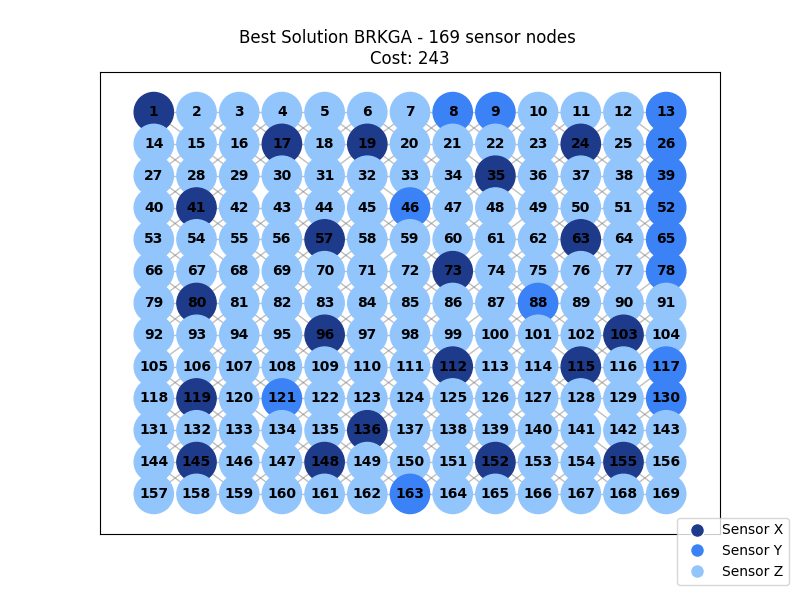 Best Solution BRKGA - 169 sensor nodes
Cost: 243
1 2 3 4 5 6 7 8 9 10 11 12 13
14 15 16 17 18 19 20 21 22 23 24 25 26
27 28 29 30 31 32 33 34 35 36 37 38 39
40 41 42 43 44 45 46 47 48 49 50 51 52
53 54 55 56 57 58 59 60 61 62 63 64 65
66 67 68 69 70 71 72 73 74 75 76 77 78
79 80 81 82 83 84 85 86 87 88 89 90 91
92 93 94 95 96 97 98 99 100 101 102 103 104
105 106 107 108 109 110 111 112 113 114 115 116 117
118 119 120 121 122 123 124 125 126 127 128 129 130
131 132 133 134 135 136 137 138 139 140 141 142 143
144 145 146 147 148 149 150 151 152 153 154 155 156
157 158 159 160 161 162 163 164 165 166 167 168 169
Sensor X
Sensor Y
Sensor Z